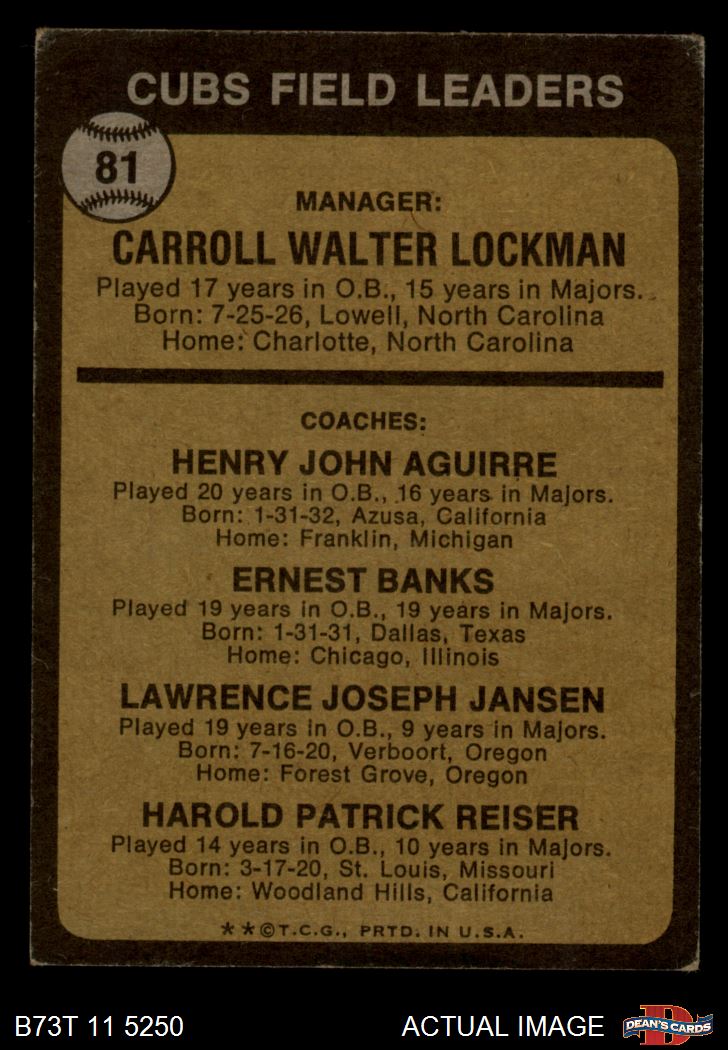 CUBS FIELD LEADERS
81
MANAGER:
CARROLL WALTER LOCKMAN
Played 17 years in O.B., 15 years in Majors.
Born: 7-25-26, Lowell, North Carolina
Home: Charlotte, North Carolina
COACHES:
HENRY JOHN AGUIRRE
Played 20 years in O.B., 16 years in Majors.
Born: 1-31-32, Azusa, California
Home: Franklin, Michigan
ERNEST BANKS
Played 19 years in O.B., 19 years in Majors.
Born: 1-31-31, Dallas, Texas
Home: Chicago, Illinois
LAWRENCE JOSEPH JANSEN
Played 19 years in O.B., 9 years in Majors.
Born: 7-16-20, Verboort, Oregon
Home: Forest Grove, Oregon
HAROLD PATRICK REISER
Played 14 years in O.B., 10 years in Majors.
Born: 3-17-20, St. Louis, Missouri
Home: Woodland Hills, California
**©T.C.G., PRTD. IN U.S.A.
B73T 11 5250 ACTUAL IMAGE D DEAN'S CARDS